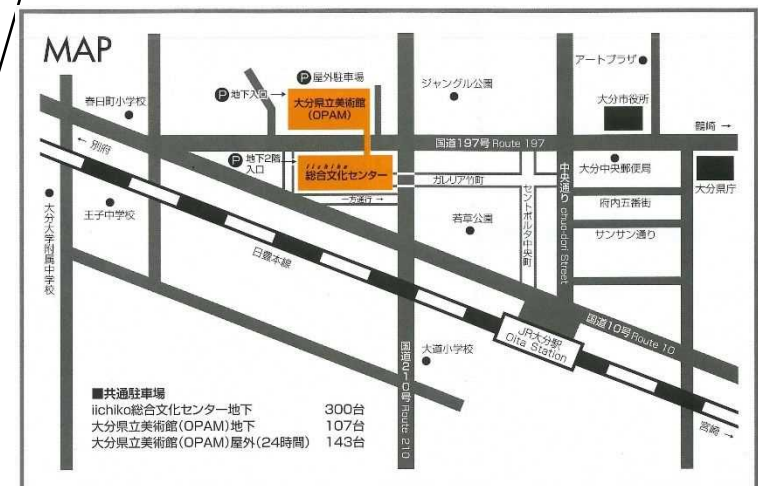 MAP
アートプラザ
P 屋外駐車場
ジャングル公園
P 地下入口→
大分県立美術館
(OPAM)
大分市役所
春日町小学校
鶴崎 →
国道197号 Route 197
← 別府
P 地下2階
入口
iichiko
総合文化センター
ガレリア竹町
中央通り chuo-dori Street
大分中央郵便局
大分県庁
一方通行→
セントポルタ中央町
府内五番街
大分大学附属中学校
王子中学校
若草公園
サンサン通り
日豊本線
国道10号 Route 10
JR大分駅
Oita Station
大道小学校
国道210号 Route 210
■共通駐車場
iichiko総合文化センター地下 300台
大分県立美術館(OPAM)地下 107台
大分県立美術館(OPAM)屋外(24時間) 143台
宮崎→